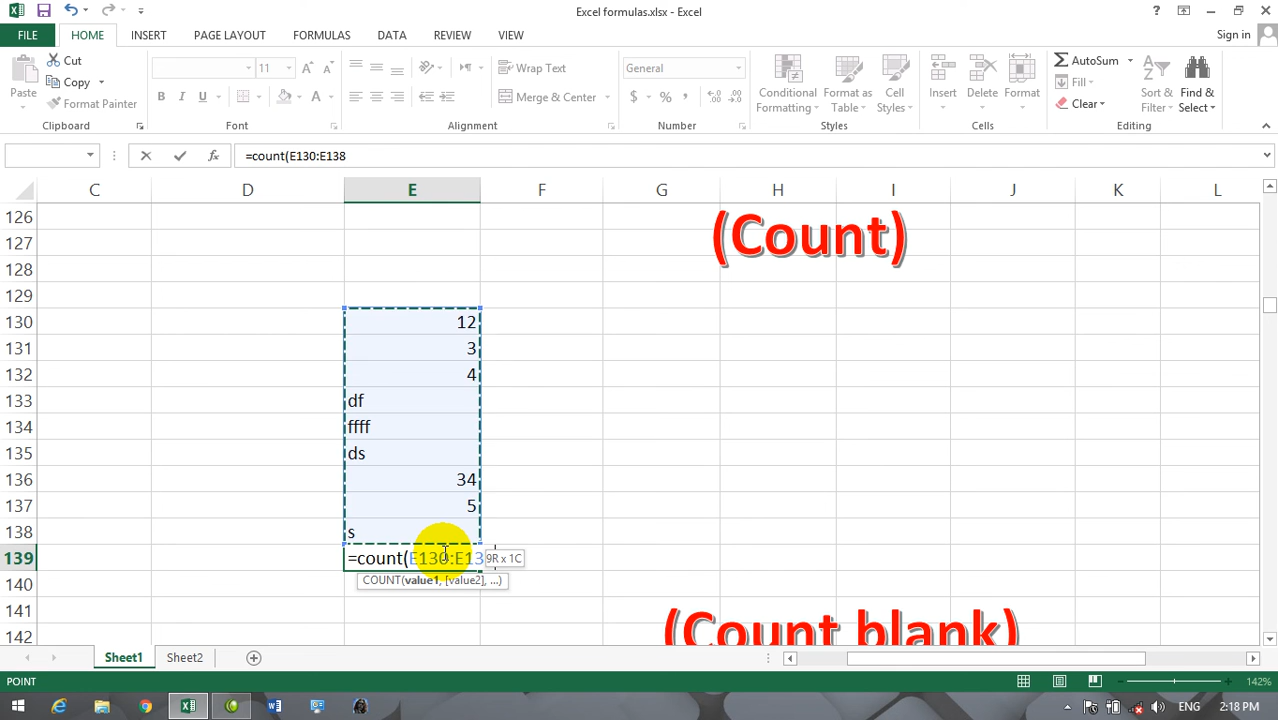 Excel formulas.xlsx - Excel
?
FILE HOME INSERT PAGE LAYOUT FORMULAS DATA REVIEW VIEW Sign in
Paste
Cut
Copy
Format Painter
Clipboard
11
A A
B I U
A
Font
Wrap Text
Merge & Center
Alignment
General
$ % ,
Number
Conditional Formatting
Format as Table
Cell Styles
Styles
Insert
Delete
Format
Cells
AutoSum
Fill
Clear
Sort & Filter
Find & Select
Editing
fx =count(E130:E138
C D E F G H I J K L
126
(Count)
127
128
129
130 12
131 3
132 4
133 df
134 ffff
135 ds
136 34
137 5
138 s
139 =count(E130:E13 9R x 1C
COUNT(value1, [value2], ...)
140
141
(Count blank)
142
Sheet1 Sheet2
POINT 142%
ENG 2:18 PM